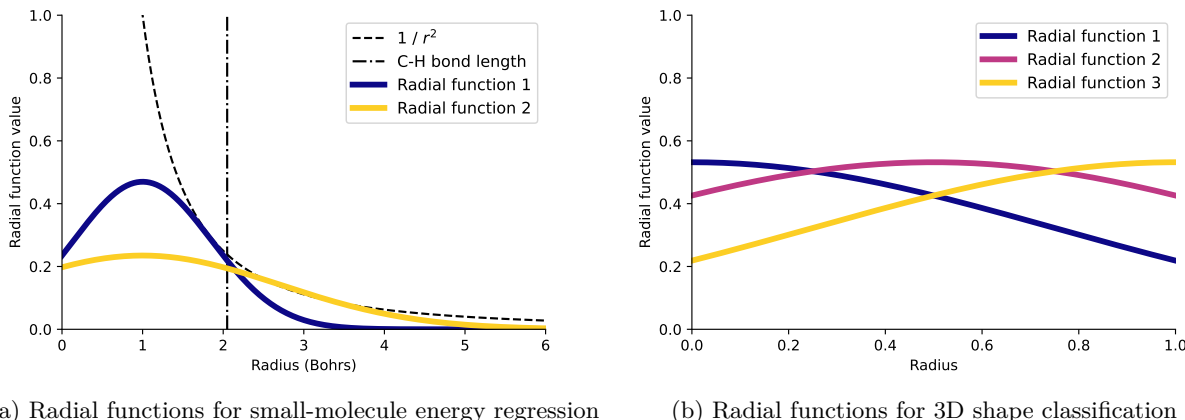 1.0
0.8
0.6
0.4
0.2
0.0
Radial function value
0 1 2 3 4 5 6
Radius (Bohrs)
1 / r²
C-H bond length
Radial function 1
Radial function 2
a) Radial functions for small-molecule energy regression
1.0
0.8
0.6
0.4
0.2
0.0
Radial function value
0.0 0.2 0.4 0.6 0.8 1.0
Radius
Radial function 1
Radial function 2
Radial function 3
(b) Radial functions for 3D shape classification